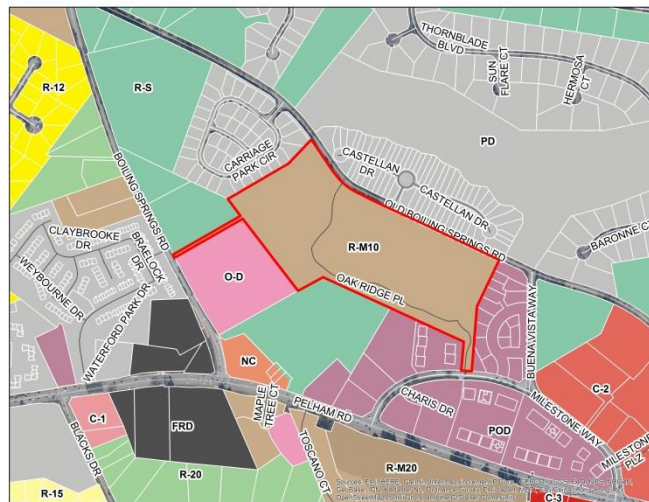 THORNBLADE
BLVD
SUN
FLARE CT
HERMOSA
CT
R-12
R-S
PD
CARRIAGE
PARK CIR
CASTELLAN
DR
CASTELLAN DR
BOILING SPRINGS RD
OLD BOILING SPRINGS RD
BARONNE CT
CLAYBROOKE
DR
BRAELOCK
DR
WEYBOURNE DR
WATERFORD PARK DR
R-M10
O-D
OAK RIDGE PL
BUENA VISTA WAY
NC
MAPLE
TREE CT
PELHAM RD
CHARIS DR
MILESTONE WAY
C-2
C-1
FRD
BLACKS DR
TOSCANO CT
POD
MILESTONE
PLZ
R-20
R-M20
R-15
C-3